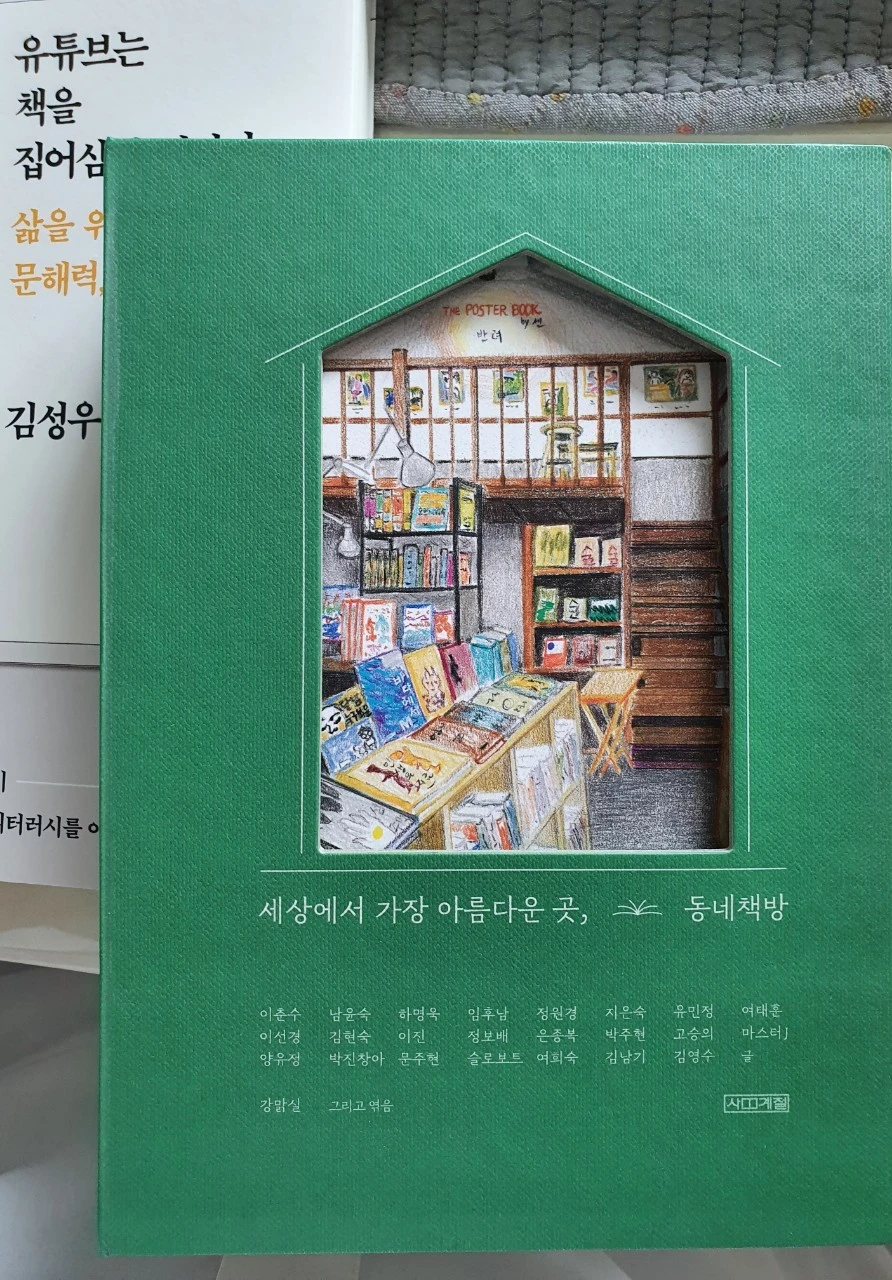 유튜브는
책을
집어삼
삶을 위
문해력,
김성우
리터러시를
THE POSTER BOOK
by 선
반려
세상에서 가장 아름다운 곳, 동네책방
이춘수 남윤숙 하명욱 임후남 정원경 지은숙 유민정 여태훈
이선경 김현숙 이진 정보배 은종복 박주현 고승의 마스터J
양유정 박진창아 문주현 슬로보트 여희숙 김남기 김영수 글
강맑실 그리고 엮음
사계절